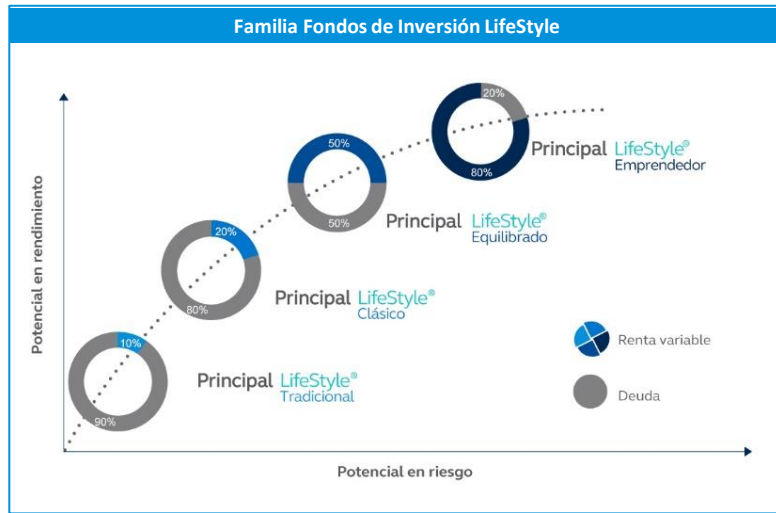 Familia Fondos de Inversión LifeStyle
Potencial en rendimiento
20%
80%
Principal LifeStyle®
Emprendedor
50%
50%
Principal LifeStyle®
Equilibrado
20%
80%
Principal LifeStyle®
Clásico
10%
90%
Principal LifeStyle®
Tradicional
Renta variable
Deuda
Potencial en riesgo